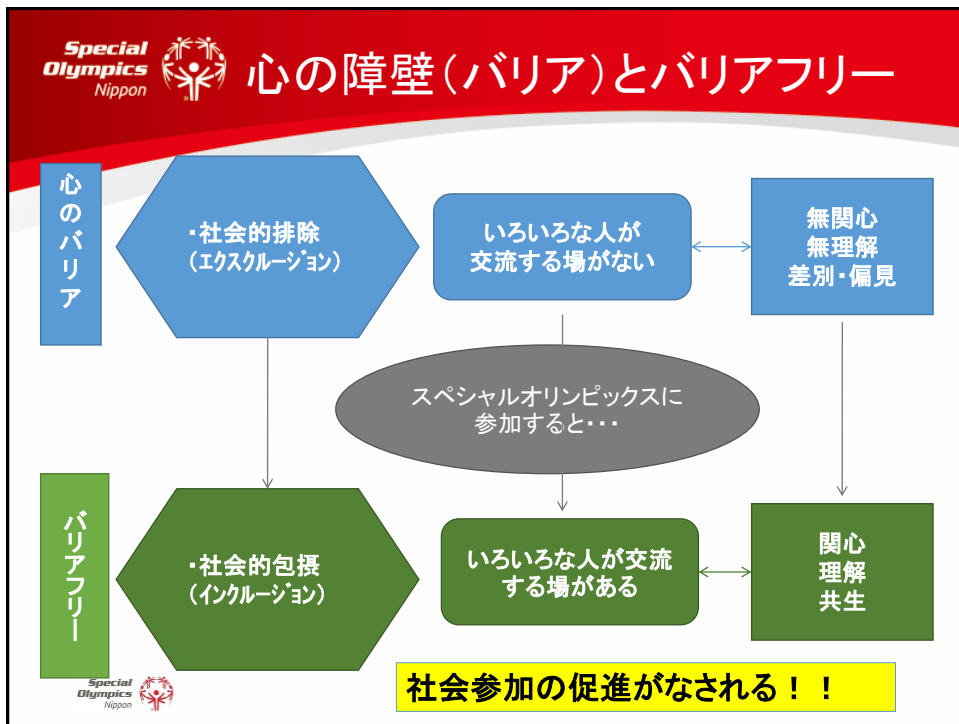 Special
Olympics
Nippon
心の障壁（バリア）とバリアフリー
心のバリア
・社会的排除
（ｴｸｽｸﾙｰｼﾞｮﾝ）
いろいろな人が
交流する場がない
無関心
無理解
差別・偏見
スペシャルオリンピックスに
参加すると・・・
バリアフリー
・社会的包摂
（ｲﾝｸﾙｰｼﾞｮﾝ）
いろいろな人が交流
する場がある
関心
理解
共生
Special
Olympics
Nippon
社会参加の促進がなされる！！